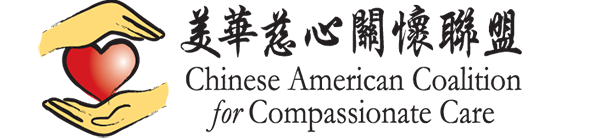 美華慈心關懷聯盟
Chinese American Coalition
for Compassionate Care